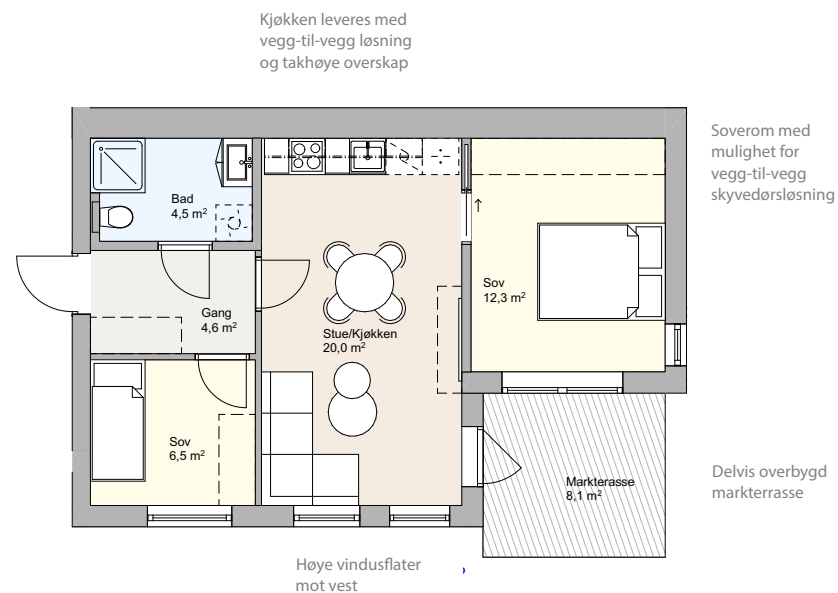 Kjøkken leveres med
vegg-til-vegg løsning
og takhøye overskap
Soverom med
mulighet for
vegg-til-vegg
skyvedørsløsning
Bad
4,5 m²
Sov
12,3 m²
Gang
4,6 m²
Stue/Kjøkken
20,0 m²
Sov
6,5 m²
Markterasse
8,1 m²
Delvis overbygd
markterrasse
Høye vindusflater
mot vest